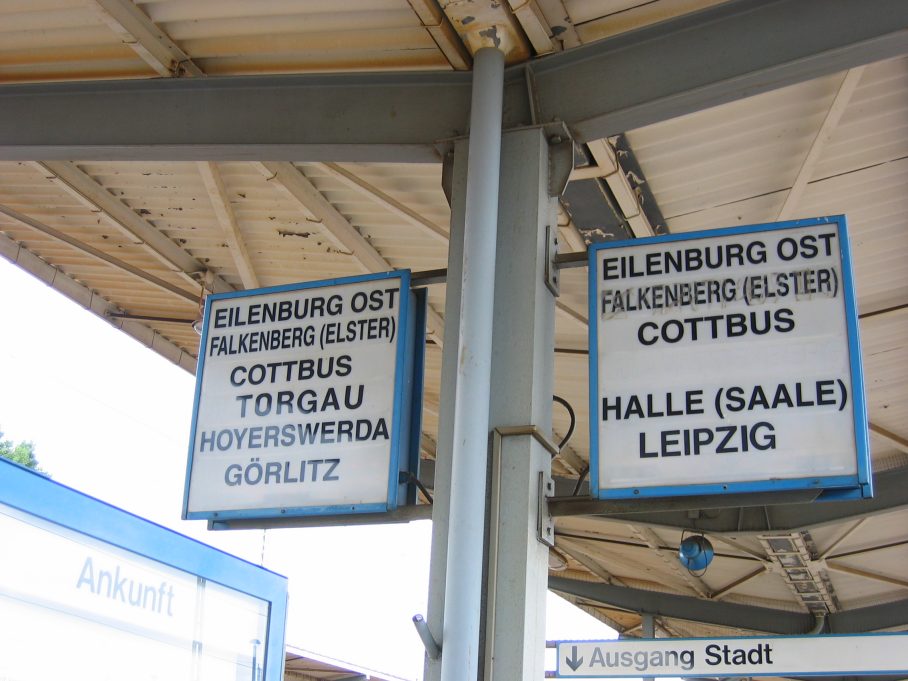 EILENBURG OST
FALKENBERG (ELSTER)
COTTBUS
TORGAU
HOYERSWERDA
GÖRLITZ
EILENBURG OST
FALKENBERG (ELSTER)
COTTBUS
HALLE (SAALE)
LEIPZIG
Ankunft
↓ Ausgang Stadt